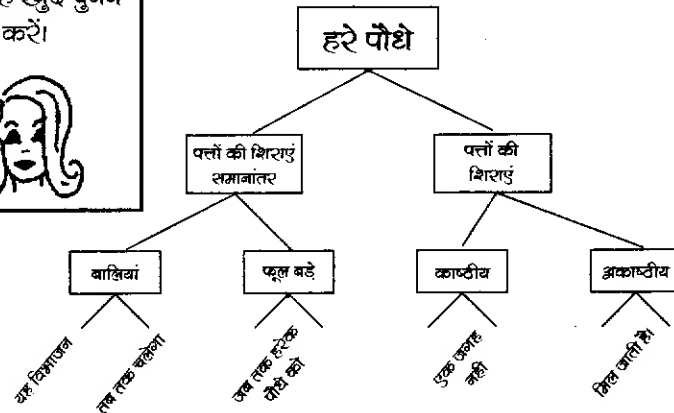 खुद चुनने
करें।
हरे पौधे
पत्तों की शिराएं
समानांतर
पत्तों की
शिराएं
बालियां
फूल बड़े
काष्ठीय
अकाष्ठीय
यह विभाजन
तब तक चलेगा
जब तक हरेक
पौधे को
एक जगह
नहीं
मिल जाती है।